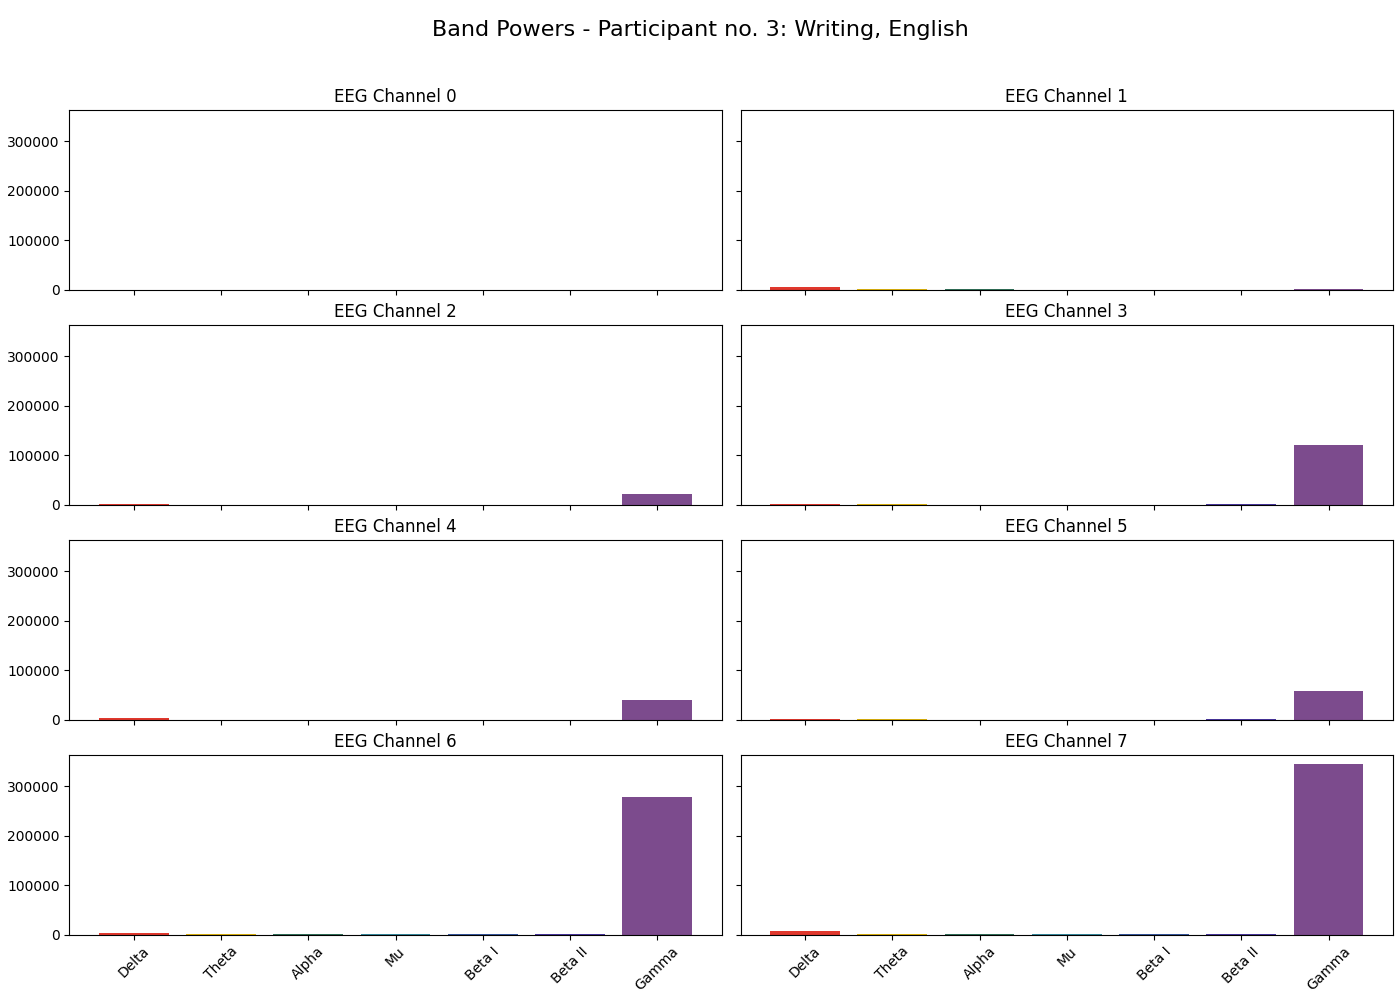 Band Powers - Participant no. 3: Writing, English
EEG Channel 0
EEG Channel 1
300000
200000
100000
0
EEG Channel 2
EEG Channel 3
300000
200000
100000
0
EEG Channel 4
EEG Channel 5
300000
200000
100000
0
EEG Channel 6
EEG Channel 7
300000
200000
100000
0
Delta Theta Alpha Mu Beta I Beta II Gamma
Delta Theta Alpha Mu Beta I Beta II Gamma